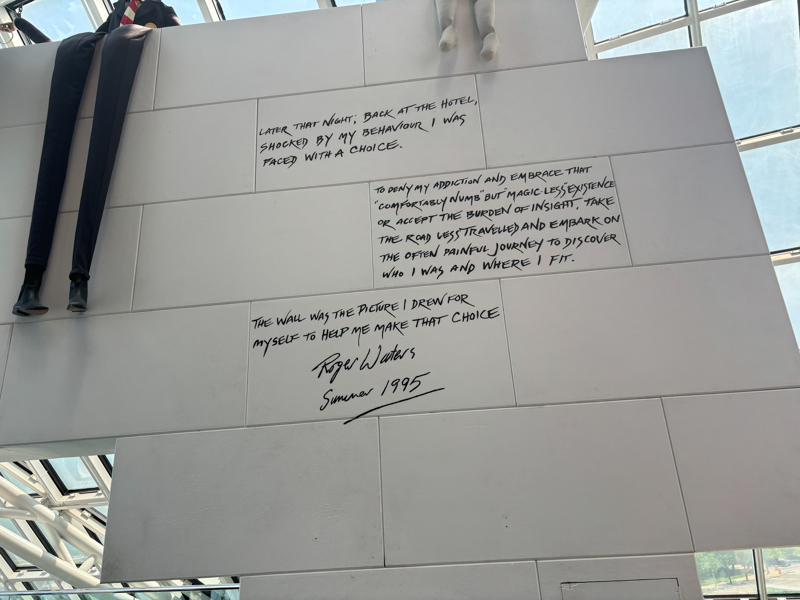 LATER THAT NIGHT, BACK AT THE HOTEL,
SHOCKED BY MY BEHAVIOUR I WAS
FACED WITH A CHOICE.
TO DENY MY ADDICTION AND EMBRACE THAT
"COMFORTABLY NUMB" BUT "MAGIC-LESS" EXISTENCE
OR ACCEPT THE BURDEN OF INSIGHT, TAKE
THE ROAD LESS TRAVELLED AND EMBARK ON
THE OFTEN PAINFUL JOURNEY TO DISCOVER
WHO I WAS AND WHERE I FIT.
THE WALL WAS THE PICTURE I DREW FOR
MYSELF TO HELP ME MAKE THAT CHOICE
Roger Waters
Summer 1995